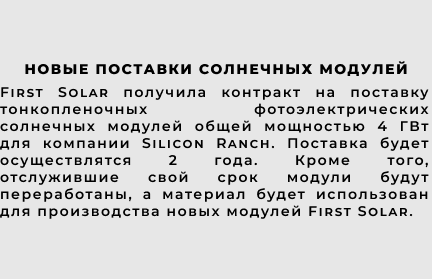 НОВЫЕ ПОСТАВКИ СОЛНЕЧНЫХ МОДУЛЕЙ
First Solar получила контракт на поставку
тонкопленочных фотоэлектрических
солнечных модулей общей мощностью 4 ГВт
для компании Silicon Ranch. Поставка будет
осуществлятся 2 года. Кроме того,
отслужившие свой срок модули будут
переработаны, а материал будет использован
для производства новых модулей First Solar.